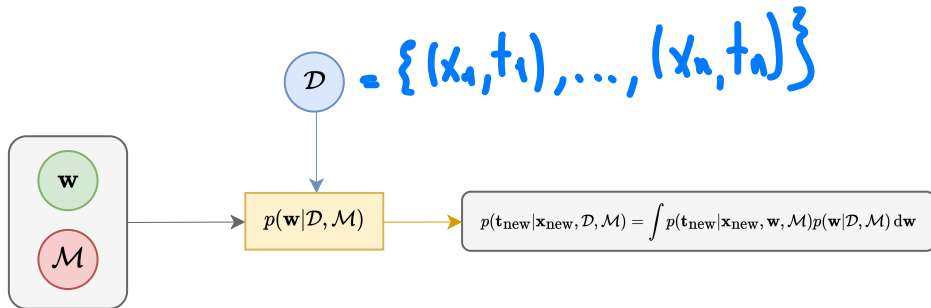 𝒟 = {(x₁,t₁),...,(xₙ,tₙ)}
w
p(w|𝒟, ℳ)
p(t_new|x_new, 𝒟, ℳ) = ∫ p(t_new|x_new, w, ℳ)p(w|𝒟, ℳ) dw
ℳ